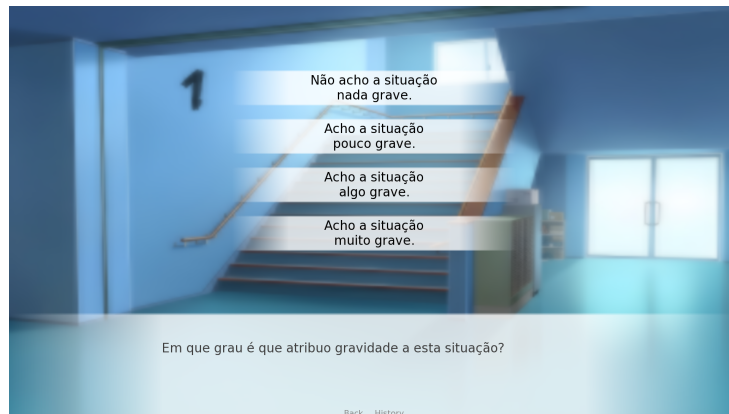 1
Não acho a situação
nada grave.
Acho a situação
pouco grave.
Acho a situação
algo grave.
Acho a situação
muito grave.
Em que grau é que atribuo gravidade a esta situação?
Back History